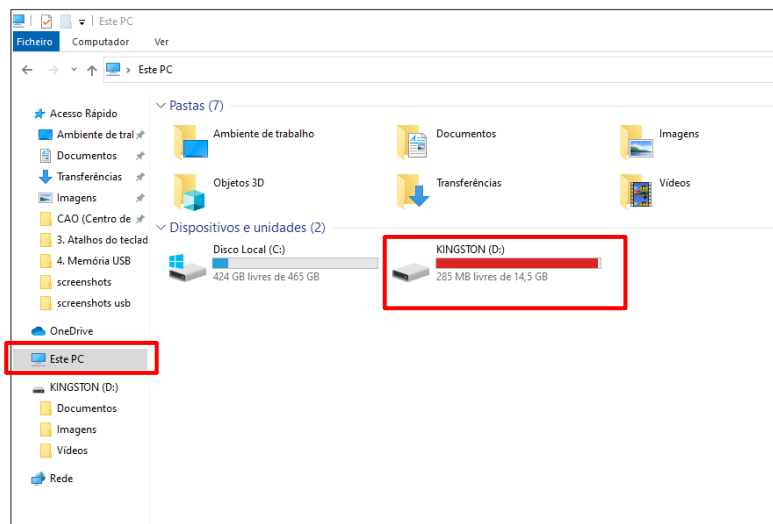 Este PC
Ficheiro Computador Ver
Este PC
Acesso Rápido
Ambiente de tral
Documentos
Transferências
Imagens
CAO (Centro de
3. Atalhos do teclad
4. Memória USB
screenshots
screenshots usb
OneDrive
Este PC
KINGSTON (D:)
Documentos
Imagens
Vídeos
Rede
Pastas (7)
Ambiente de trabalho
Documentos
Imagens
Objetos 3D
Transferências
Vídeos
Dispositivos e unidades (2)
Disco Local (C:)
424 GB livres de 465 GB
KINGSTON (D:)
285 MB livres de 14,5 GB